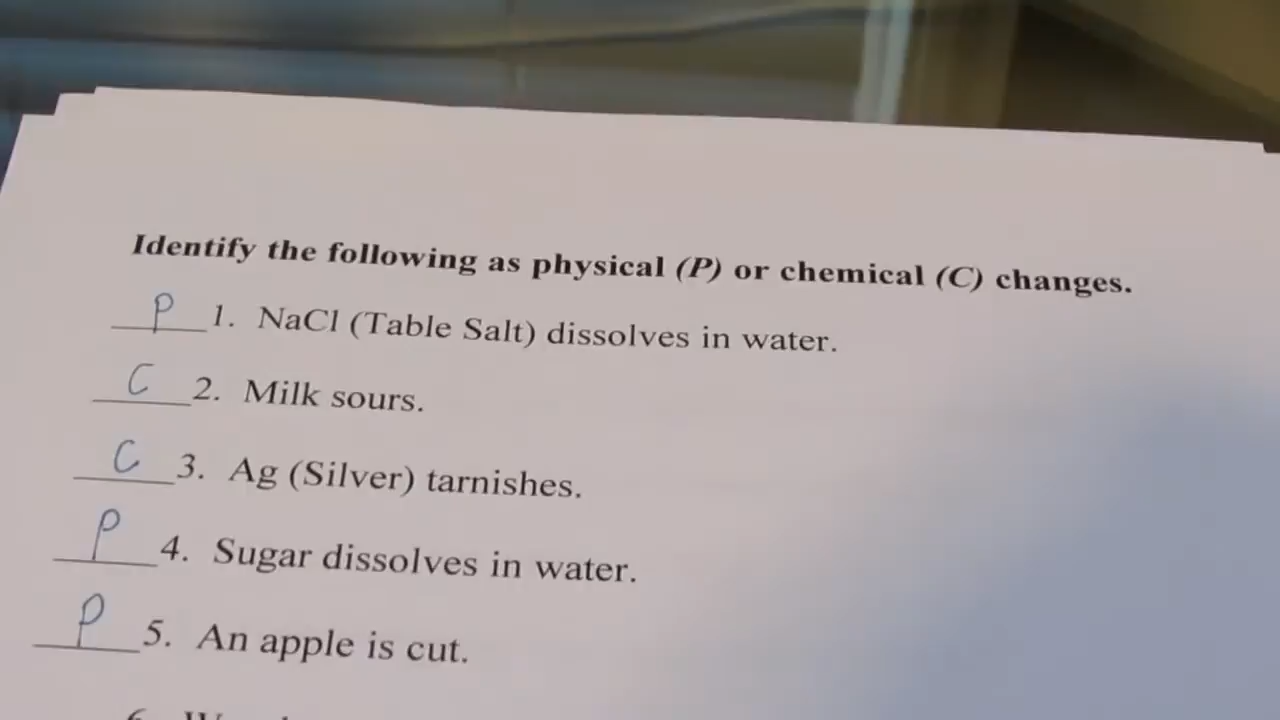 Identify the following as physical (P) or chemical (C) changes.
P 1. NaCl (Table Salt) dissolves in water.
C 2. Milk sours.
C 3. Ag (Silver) tarnishes.
P 4. Sugar dissolves in water.
P 5. An apple is cut.
6.